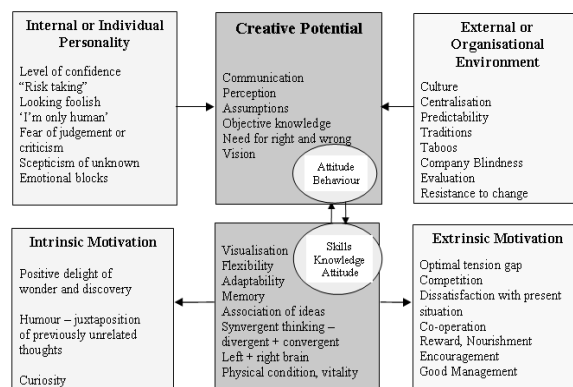 Internal or Individual
Personality
Level of confidence
“Risk taking”
Looking foolish
‘I’m only human’
Fear of judgement or
criticism
Scepticism of unknown
Emotional blocks
Creative Potential
Communication
Perception
Assumptions
Objective knowledge
Need for right and wrong
Vision
Attitude
Behaviour
External or
Organisational
Environment
Culture
Centralisation
Predictability
Traditions
Taboos
Company Blindness
Evaluation
Resistance to change
Intrinsic Motivation
Positive delight of
wonder and discovery
Humour – juxtaposition
of previously unrelated
thoughts
Curiosity
Skills
Knowledge
Attitude
Visualisation
Flexibility
Adaptability
Memory
Association of ideas
Synvergent thinking –
divergent + convergent
Left + right brain
Physical condition, vitality
Extrinsic Motivation
Optimal tension gap
Competition
Dissatisfaction with present
situation
Co-operation
Reward, Nourishment
Encouragement
Good Management